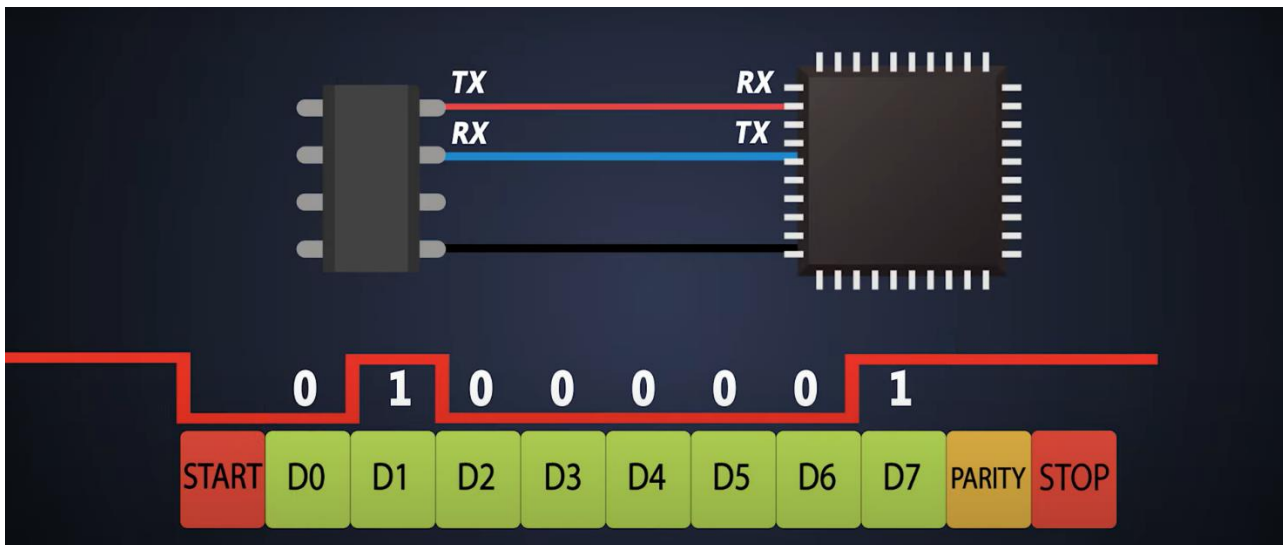 TX RX
RX TX
0 1 0 0 0 0 0 1
START D0 D1 D2 D3 D4 D5 D6 D7 PARITY STOP